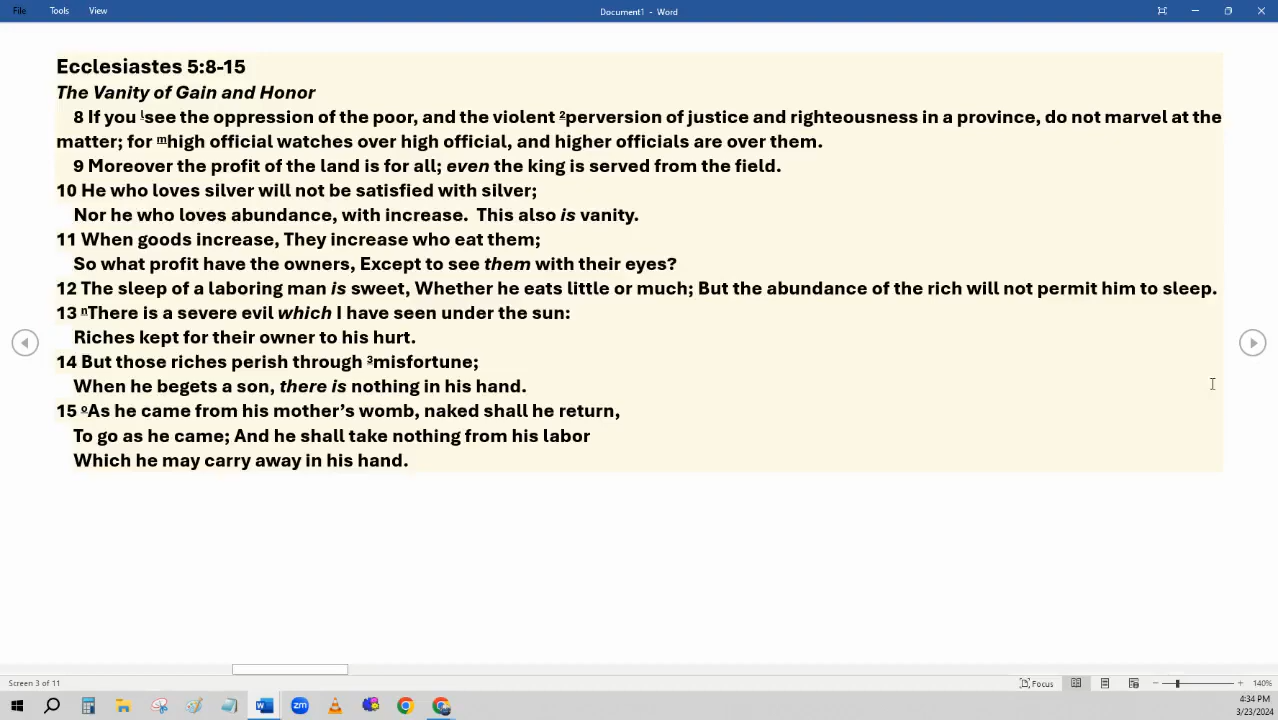 File Tools View Document1 - Word
Ecclesiastes 5:8-15
The Vanity of Gain and Honor
8 If you lsee the oppression of the poor, and the violent 2perversion of justice and righteousness in a province, do not marvel at the
matter; for mhigh official watches over high official, and higher officials are over them.
9 Moreover the profit of the land is for all; even the king is served from the field.
10 He who loves silver will not be satisfied with silver;
Nor he who loves abundance, with increase. This also is vanity.
11 When goods increase, They increase who eat them;
So what profit have the owners, Except to see them with their eyes?
12 The sleep of a laboring man is sweet, Whether he eats little or much; But the abundance of the rich will not permit him to sleep.
13 nThere is a severe evil which I have seen under the sun:
Riches kept for their owner to his hurt.
14 But those riches perish through 3misfortune;
When he begets a son, there is nothing in his hand.
15 oAs he came from his mother’s womb, naked shall he return,
To go as he came; And he shall take nothing from his labor
Which he may carry away in his hand.
Screen 3 of 11 Focus 140%
zm 4:34 PM
3/23/2024